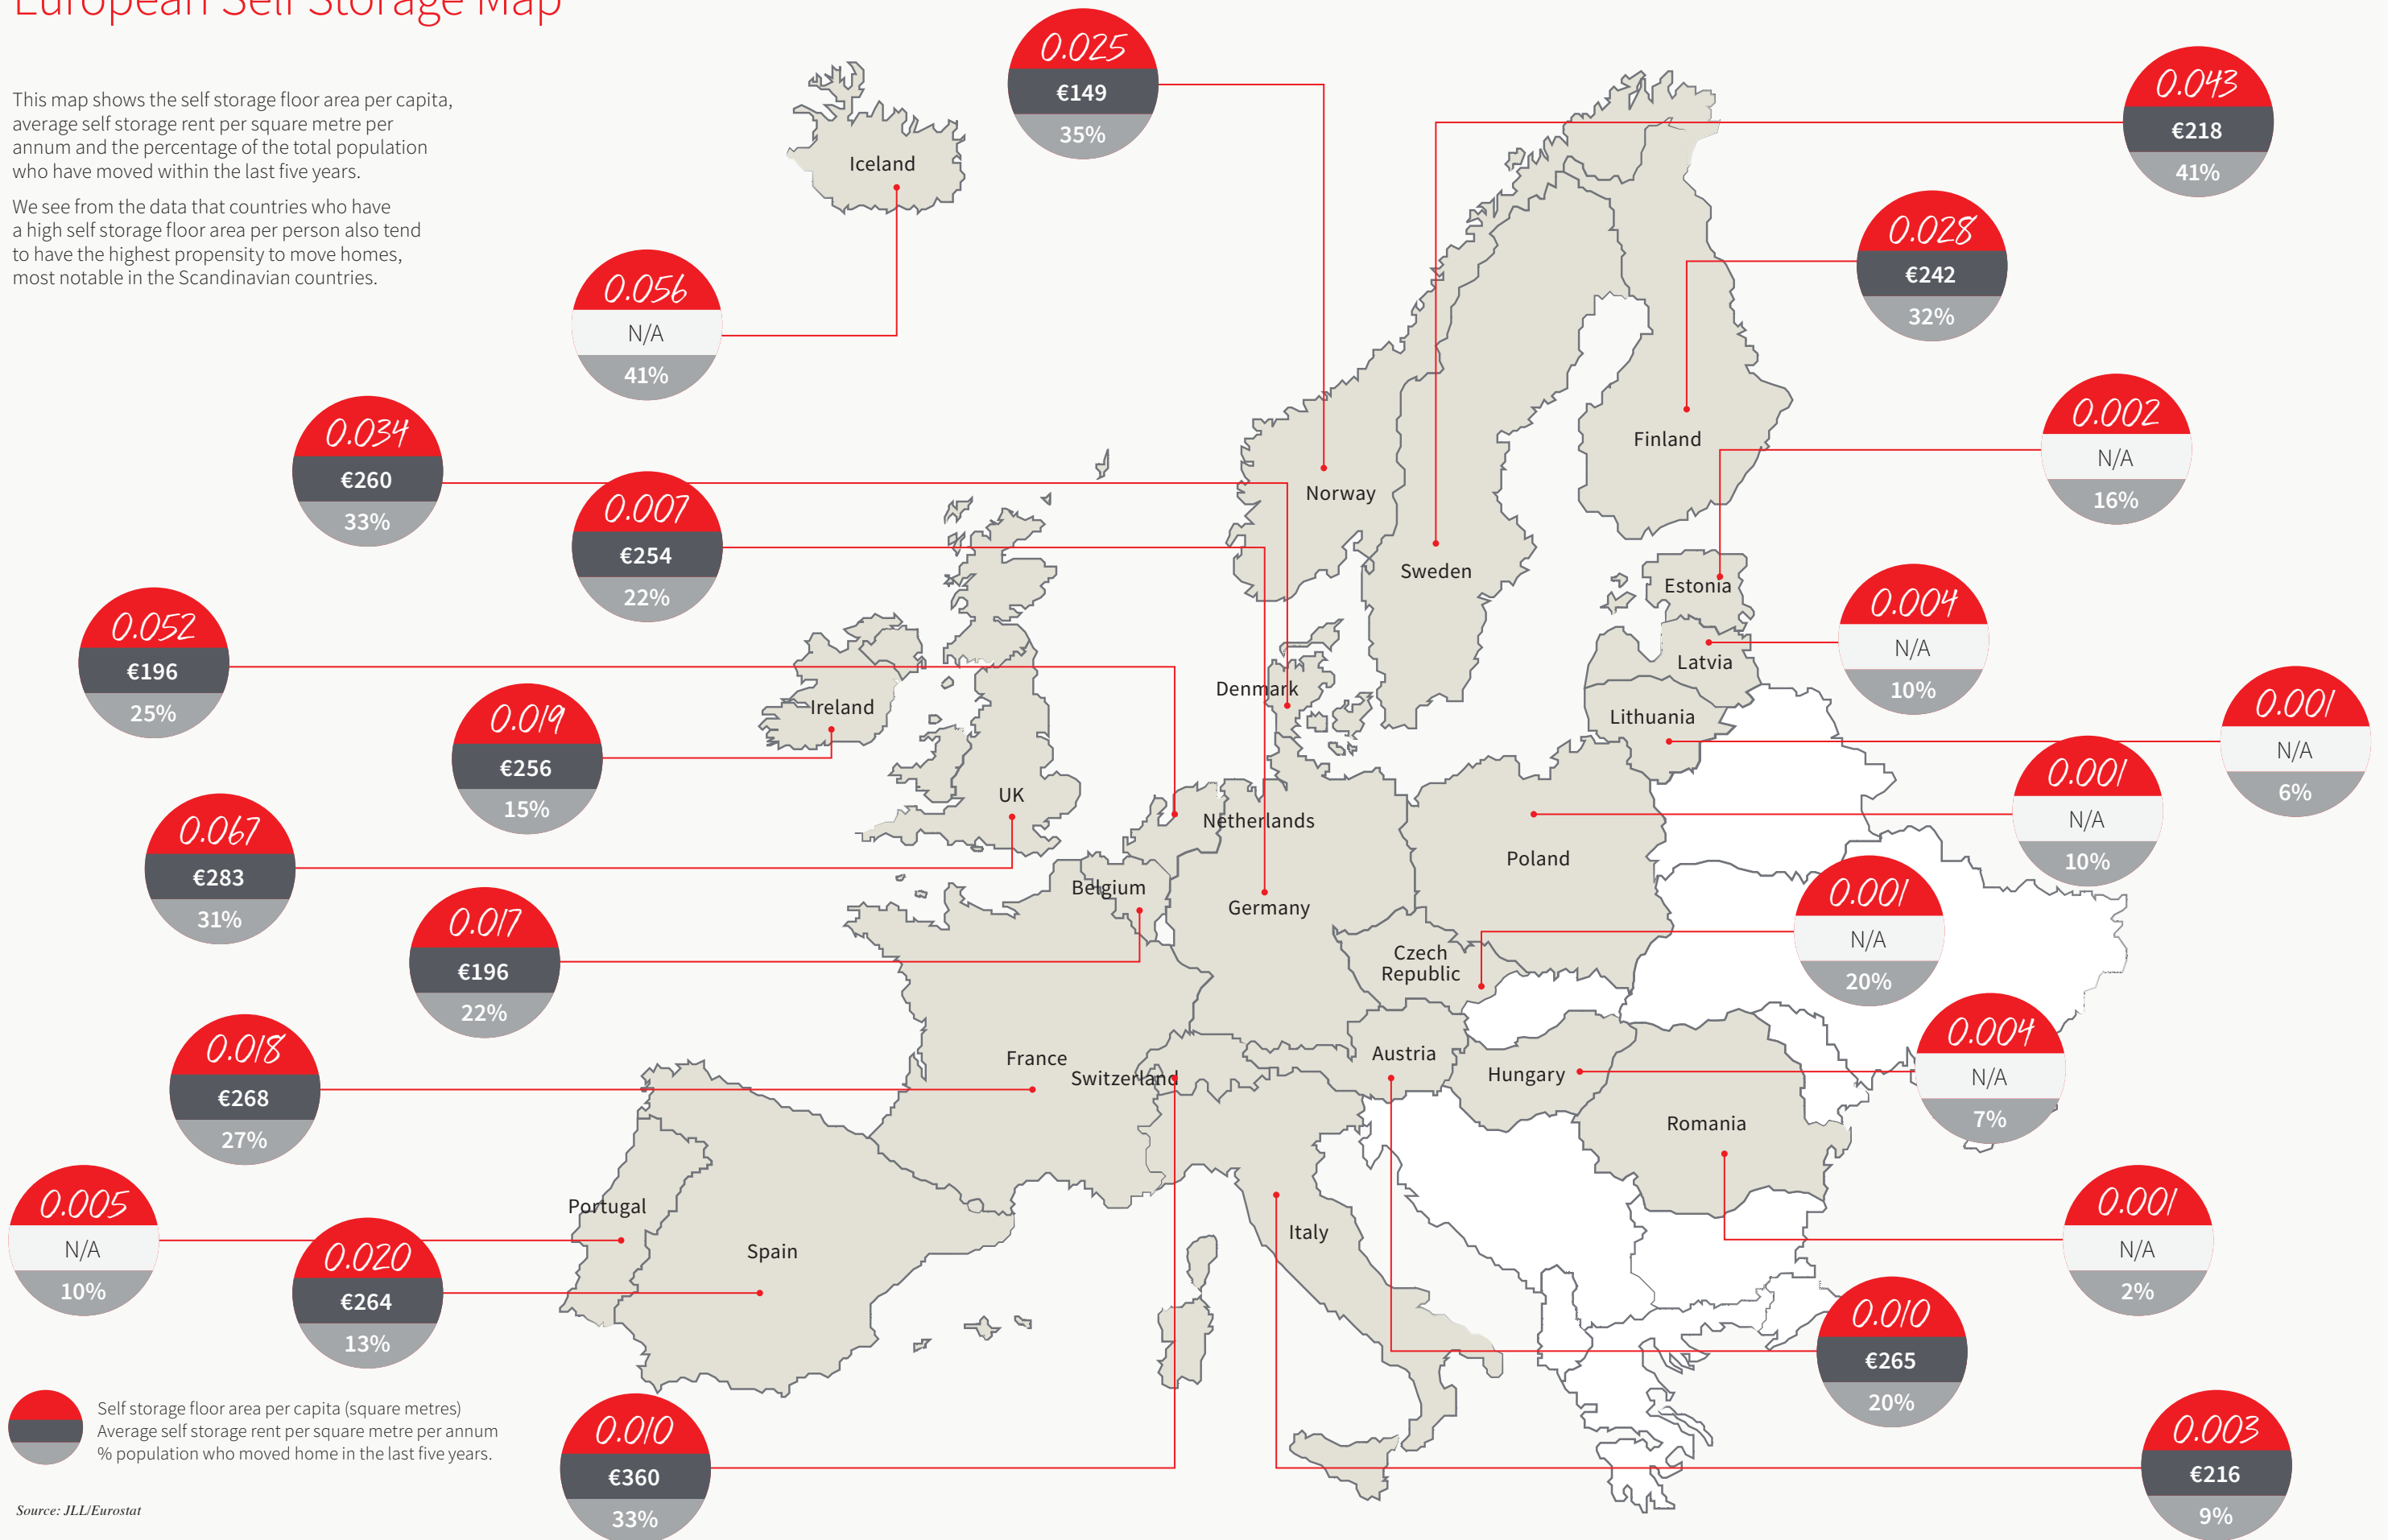 European Self Storage Map
This map shows the self storage floor area per capita,
average self storage rent per square metre per
annum and the percentage of the total population
who have moved within the last five years.
We see from the data that countries who have
a high self storage floor area per person also tend
to have the highest propensity to move homes,
most notable in the Scandinavian countries.
0.025
€149
35%
0.043
€218
41%
Iceland
0.028
€242
32%
0.056
N/A
41%
0.034
€260
33%
0.002
N/A
16%
Finland
Norway
0.007
€254
22%
Sweden
Estonia
0.052
€196
25%
0.004
N/A
10%
Latvia
Denmark
Ireland
Lithuania
0.019
€256
15%
0.001
N/A
6%
0.001
N/A
10%
UK
Netherlands
Poland
0.067
€283
31%
Belgium
Germany
0.001
N/A
20%
0.017
€196
22%
Czech
Republic
0.018
€268
27%
France
Switzerland
Austria
Hungary
0.004
N/A
7%
Romania
0.005
N/A
10%
Portugal
Spain
Italy
0.001
N/A
2%
0.020
€264
13%
0.010
€265
20%
Self storage floor area per capita (square metres)
Average self storage rent per square metre per annum
% population who moved home in the last five years.
0.010
€360
33%
0.003
€216
9%
Source: JLL/Eurostat